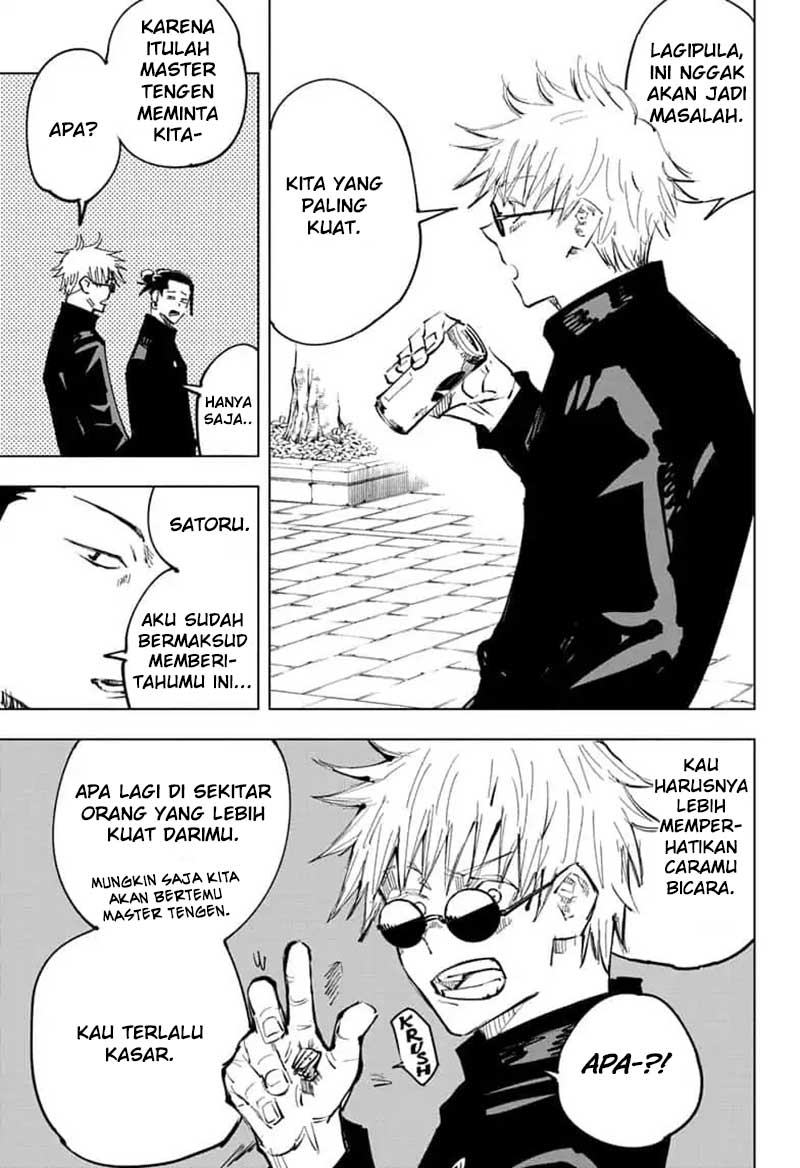 LAGIPULA,
INI NGGAK
AKAN JADI
MASALAH.
KITA YANG
PALING
KUAT.
KARENA
ITULAH
MASTER
TENGEN
MEMINTA
KITA-
APA?
HANYA
SAJA..
SATORU.
AKU SUDAH
BERMAKSUD
MEMBERI-
TAHUMU INI...
KAU
HARUSNYA
LEBIH
MEMPER-
HATIKAN
CARAMU
BICARA.
APA LAGI DI SEKITAR
ORANG YANG LEBIH
KUAT DARIMU.
MUNGKIN SAJA KITA
AKAN BERTEMU
MASTER TENGEN.
KAU TERLALU
KASAR.
KRUSH
APA-?!